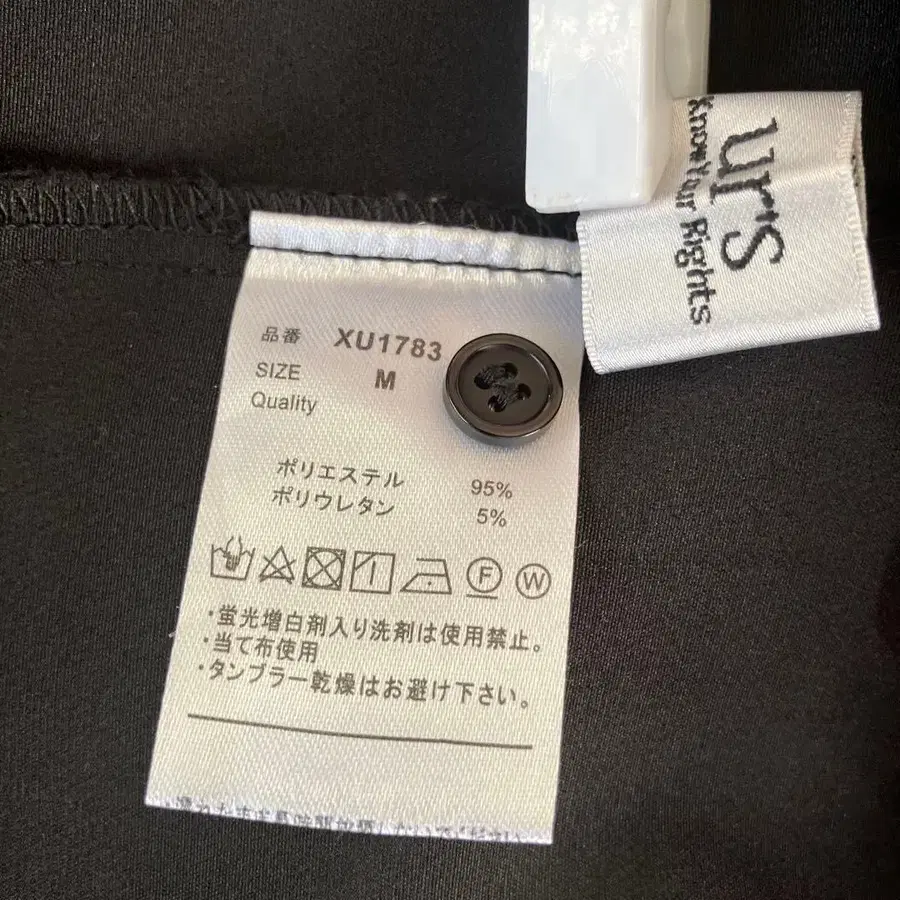 ur's
KnowYour Rights
品番 XU1783
SIZE M
Quality
ポリエステル 95%
ポリウレタン 5%
F W
・蛍光増白剤入り洗剤は使用禁止。
・当て布使用
・タンブラー乾燥はお避け下さい。